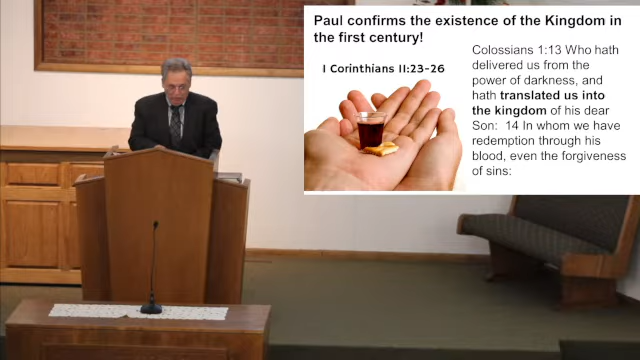 Paul confirms the existence of the Kingdom in
the first century!
1 Corinthians 11:23-26
Colossians 1:13 Who hath
delivered us from the
power of darkness, and
hath translated us into
the kingdom of his dear
Son: 14 In whom we have
redemption through his
blood, even the forgiveness
of sins: